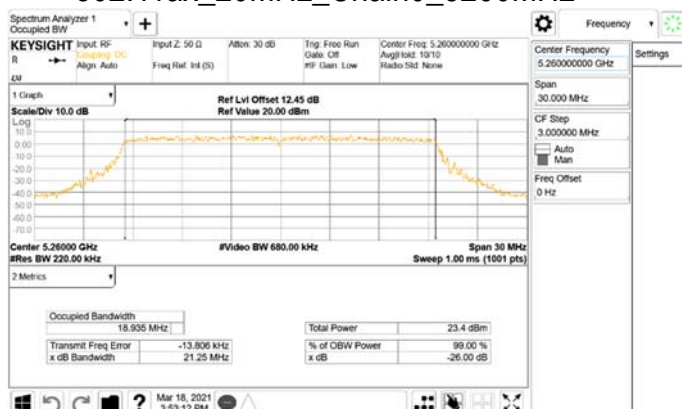 Spectrum Analyzer 1
Occupied BW
Frequency
Settings
KEYSIGHT
R
Input: RF
Coupling: DC
Align: Auto
Input Z: 50 Ω
Freq Ref: Int (S)
Atten: 30 dB
Trig: Free Run
Gate: Off
#IF Gain: Low
Center Freq: 5.260000000 GHz
Avg|Hold: 10/10
Radio Std: None
Center Frequency
5.260000000 GHz
Span
30.000 MHz
CF Step
3.000000 MHz
Auto
Man
Freq Offset
0 Hz
1 Graph
Scale/Div 10.0 dB
Ref Lvl Offset 12.45 dB
Ref Value 20.00 dBm
Log
10.0
0.00
-10.0
-20.0
-30.0
-40.0
-50.0
-60.0
-70.0
Center 5.26000 GHz
#Res BW 220.00 kHz
#Video BW 680.00 kHz
Span 30 MHz
Sweep 1.00 ms (1001 pts)
2 Metrics
Occupied Bandwidth
18.935 MHz
Total Power 23.4 dBm
Transmit Freq Error -13.806 kHz
% of OBW Power 99.00 %
x dB Bandwidth 21.25 MHz
x dB -26.00 dB
Mar 18, 2021
3:53:12 PM